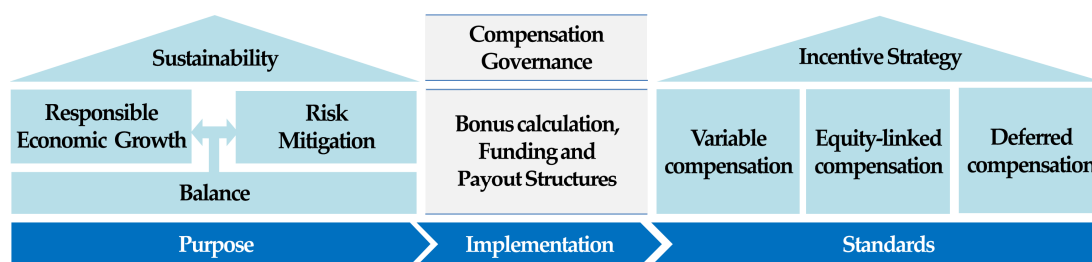 Sustainability
Responsible
Economic Growth
Risk
Mitigation
Balance
Purpose
Compensation
Governance
Bonus calculation,
Funding and
Payout Structures
Implementation
Incentive Strategy
Variable
compensation
Equity-linked
compensation
Deferred
compensation
Standards